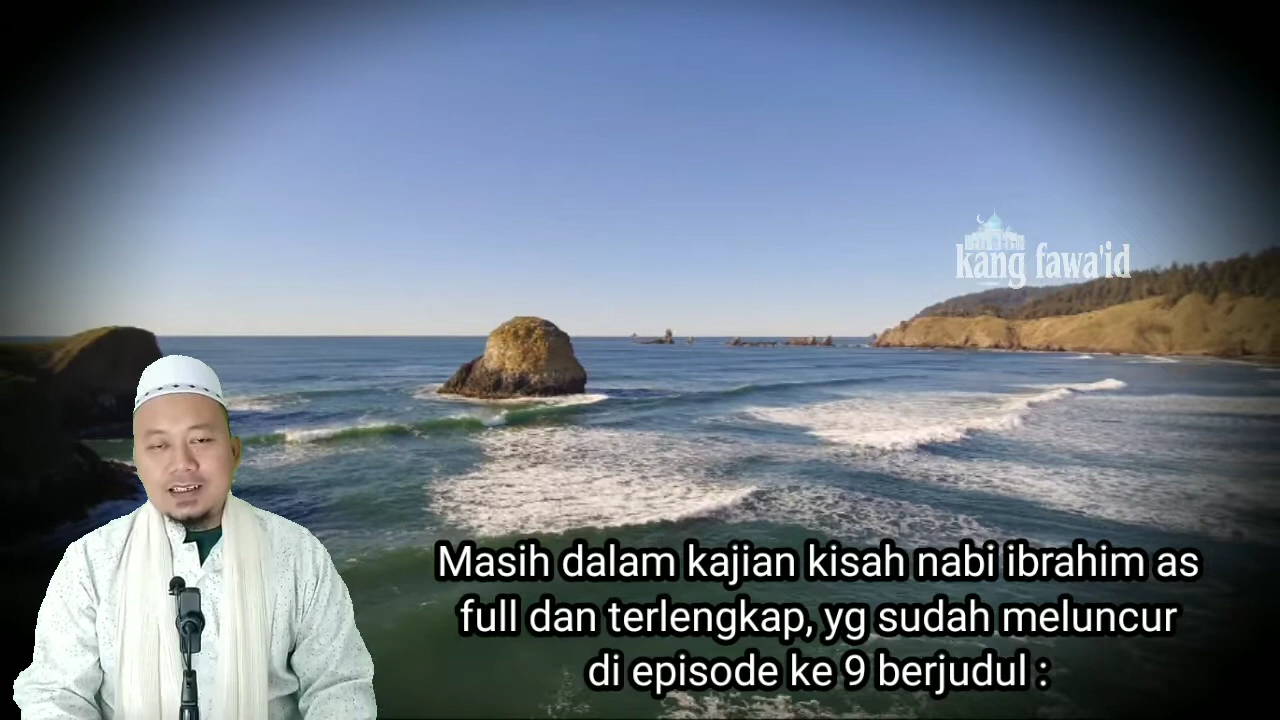 kang fawa'id
Masih dalam kajian kisah nabi ibrahim as
full dan terlengkap, yg sudah meluncur
di episode ke 9 berjudul :